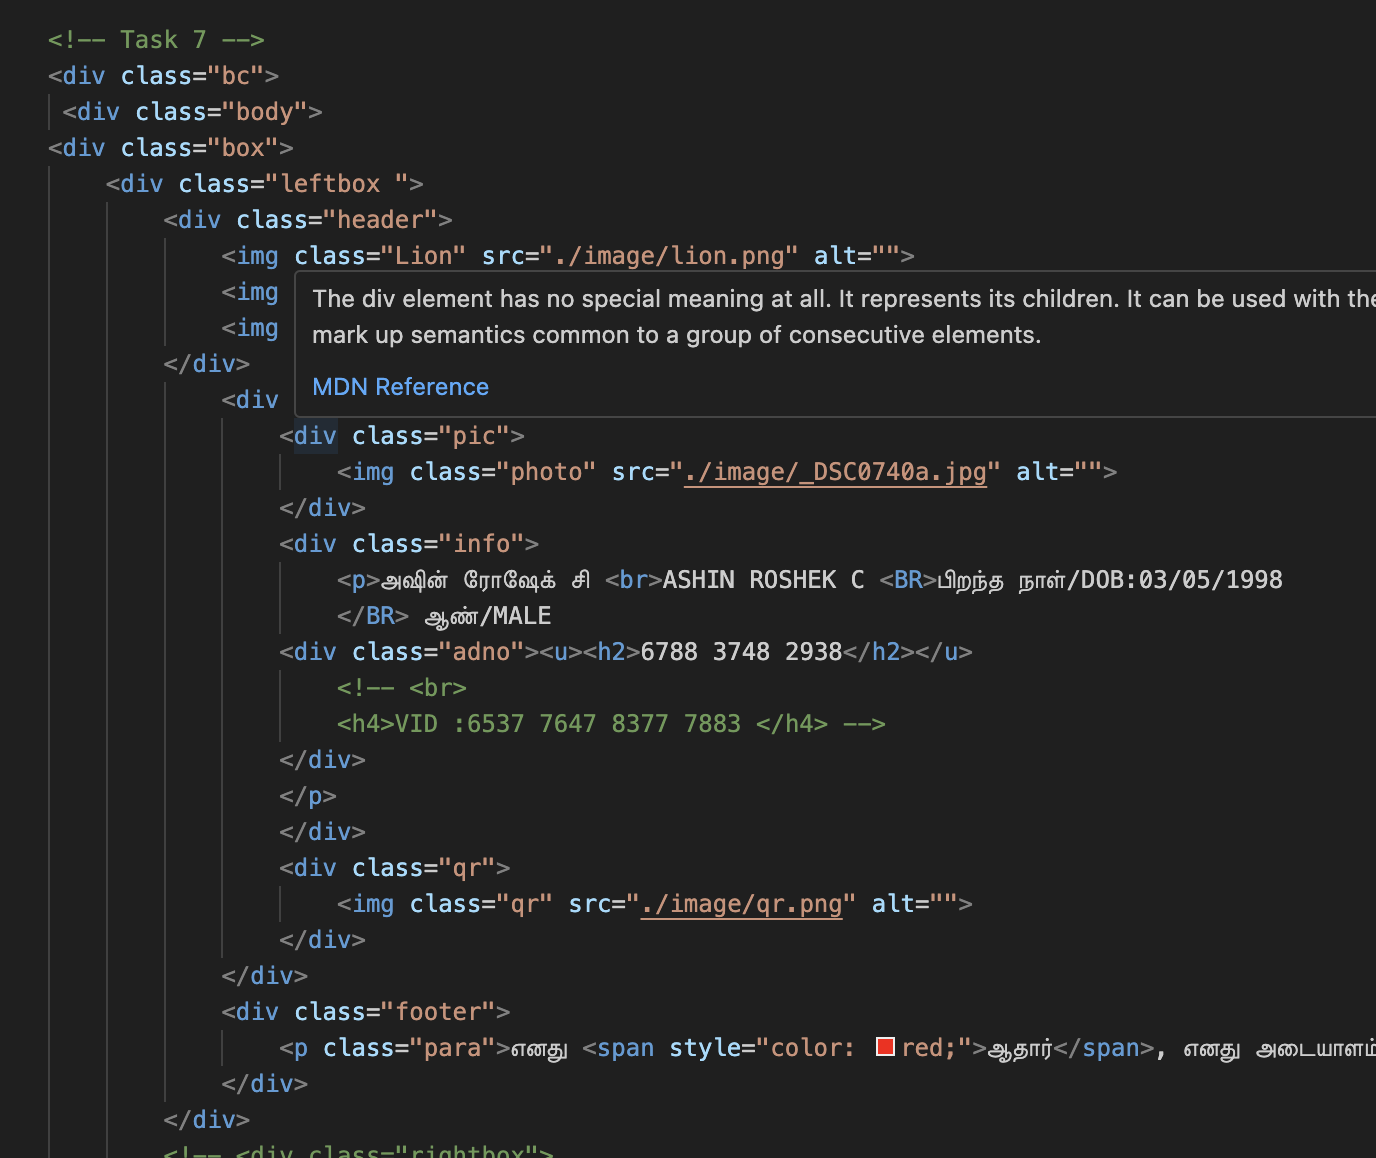 <!-- Task 7 -->
<div class="bc">
<div class="body">
<div class="box">
<div class="leftbox ">
<div class="header">
<img class="Lion" src="./image/lion.png" alt="">
<img
<img
The div element has no special meaning at all. It represents its children. It can be used with the
mark up semantics common to a group of consecutive elements.
MDN Reference
</div>
<div
<div class="pic">
<img class="photo" src="./image/_DSC0740a.jpg" alt="">
</div>
<div class="info">
<p>அஷின் ரோஷேக் சி <br>ASHIN ROSHEK C <BR>பிறந்த நாள்/DOB:03/05/1998
</BR> ஆண்/MALE
<div class="adno"><u><h2>6788 3748 2938</h2></u>
<!-- <br>
<h4>VID :6537 7647 8377 7883 </h4> -->
</div>
</p>
</div>
<div class="qr">
<img class="qr" src="./image/qr.png" alt="">
</div>
</div>
<div class="footer">
<p class="para">எனது <span style="color: red;">ஆதார்</span>, எனது அடையாளம்
</div>
</div>
<!-- <div class="rightbox">